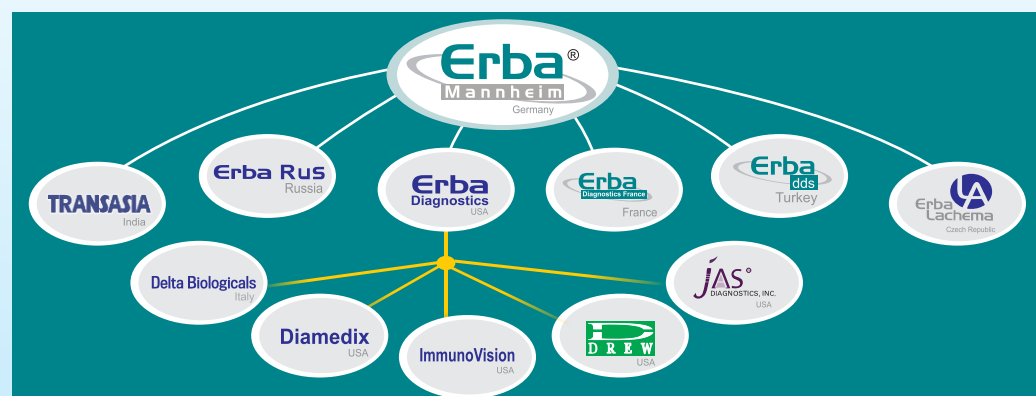 Erba®
Mannheim
Germany
TRANSASIA
India
Erba Rus
Russia
Erba
Diagnostics
USA
Erba
Diagnostics France
France
Erba
dds
Turkey
LA
Erba
Lachema
Czech Republic
Delta Biologicals
Italy
Diamedix
USA
ImmunoVision
USA
D
DREW
USA
JAS®
DIAGNOSTICS, INC.
USA